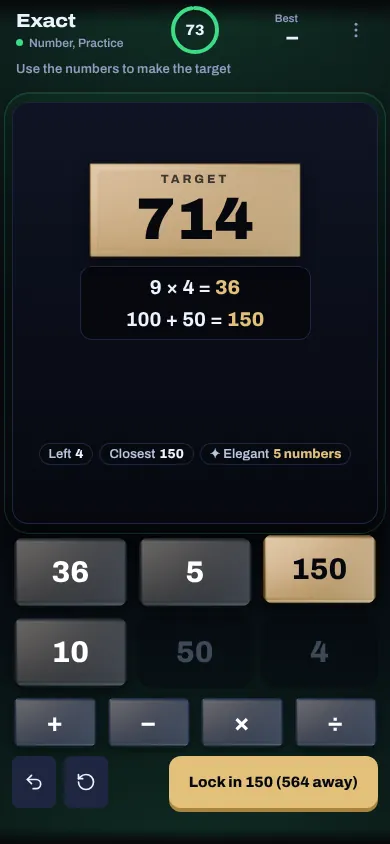 Exact
Number, Practice
73
Best
–
Use the numbers to make the target
TARGET
714
9 × 4 = 36
100 + 50 = 150
Left 4
Closest 150
✦ Elegant 5 numbers
36
5
150
10
50
4
+
−
×
÷
Lock in 150 (564 away)